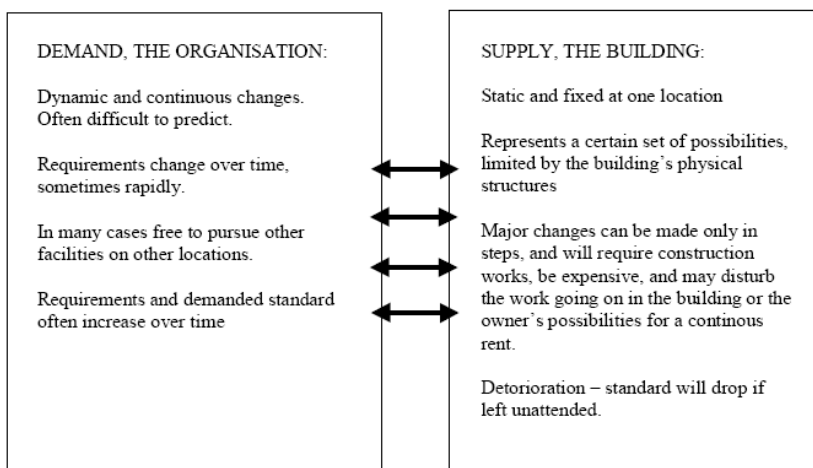 DEMAND, THE ORGANISATION:
Dynamic and continuous changes.
Often difficult to predict.
Requirements change over time,
sometimes rapidly.
In many cases free to pursue other
facilities on other locations.
Requirements and demanded standard
often increase over time
SUPPLY, THE BUILDING:
Static and fixed at one location
Represents a certain set of possibilities,
limited by the building’s physical
structures
Major changes can be made only in
steps, and will require construction
works, be expensive, and may disturb
the work going on in the building or the
owner’s possibilities for a continous
rent.
Detorioration – standard will drop if
left unattended.